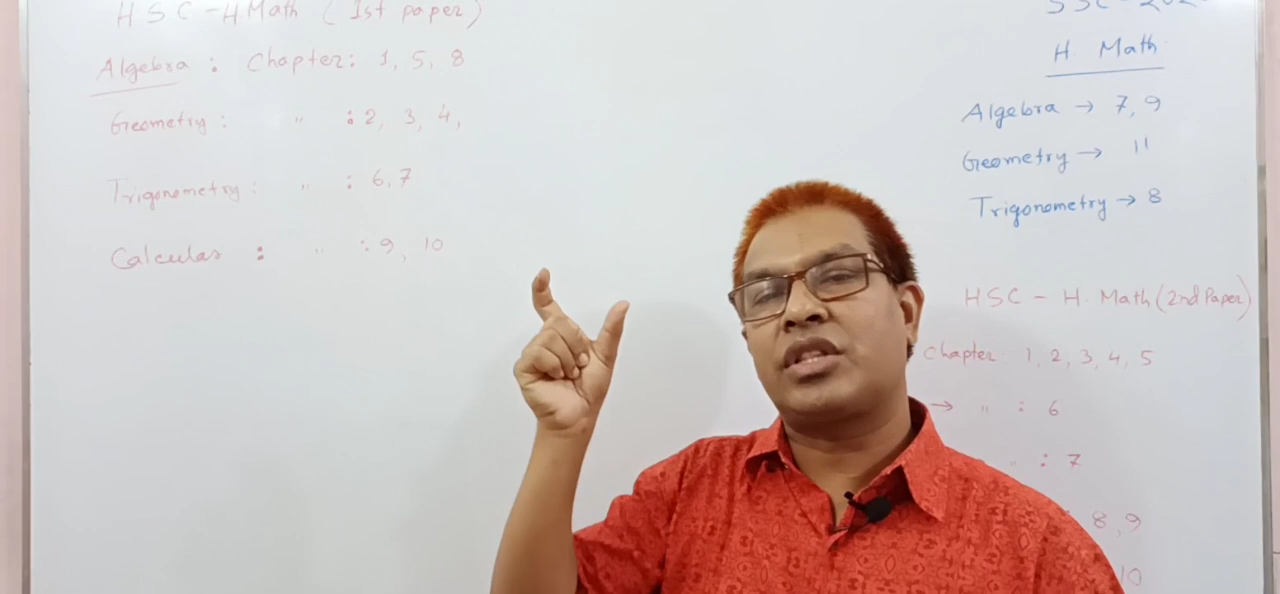 HSC - H Math (1st paper)
Algebra : Chapter: 1, 5, 8
Geometry : " : 2, 3, 4,
Trigonometry : " : 6, 7
Calculas : " : 9, 10
H. Math
Algebra → 7, 9
Geometry → 11
Trigonometry → 8
HSC - H. Math (2nd Paper)
Chapter: 1, 2, 3, 4, 5
→ " : 6
" : 7
: 8, 9
10